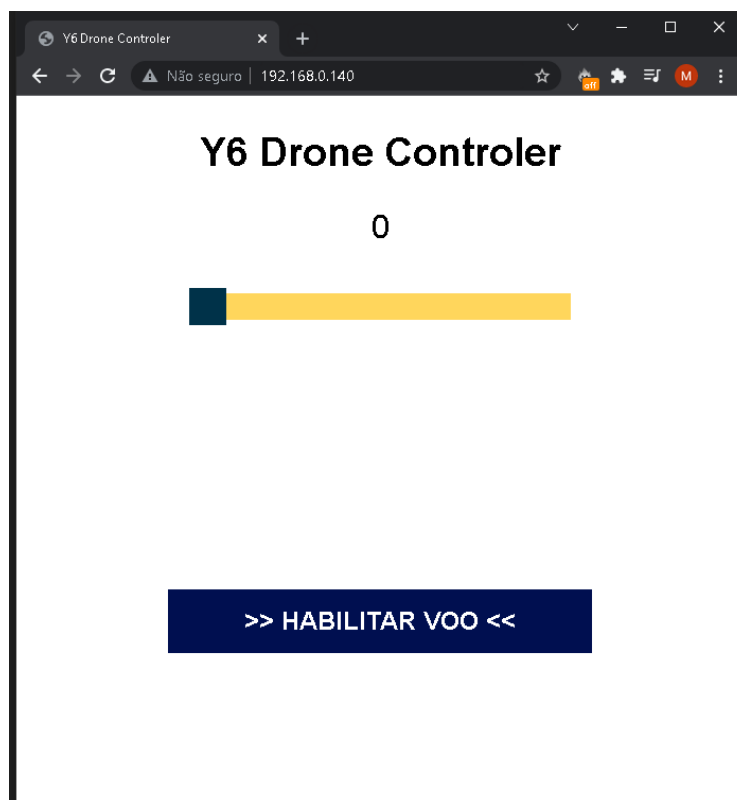 Y6 Drone Controler
Não seguro | 192.168.0.140
off
M
Y6 Drone Controler
0
>> HABILITAR VOO <<